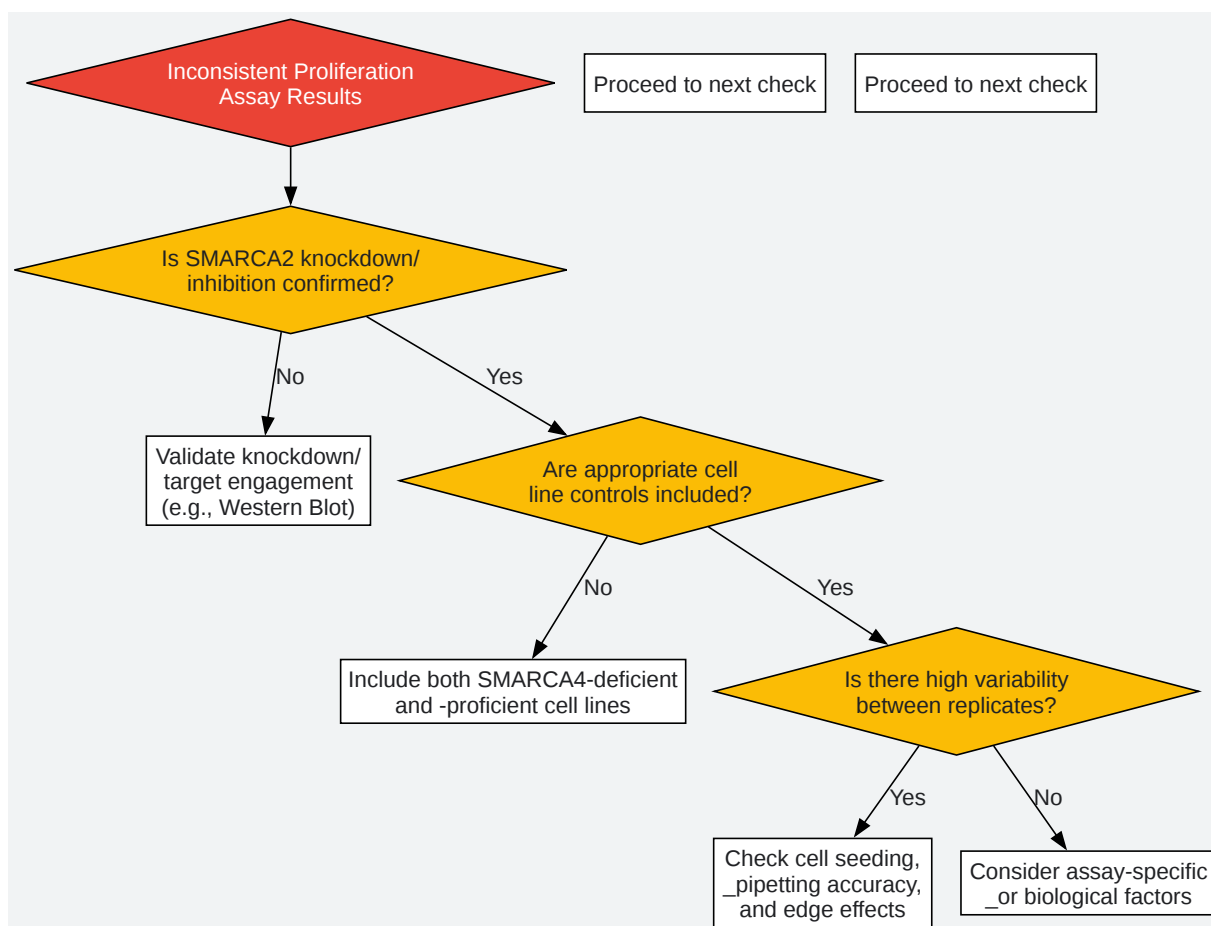 Inconsistent Proliferation
Assay Results
Proceed to next check
Proceed to next check
Is SMARCA2 knockdown/
inhibition confirmed?
No
Yes
Validate knockdown/
target engagement
(e.g., Western Blot)
Are appropriate cell
line controls included?
No
Yes
Include both SMARCA4-deficient
and -proficient cell lines
Is there high variability
between replicates?
Yes
No
Check cell seeding,
_pipetting accuracy,
and edge effects
Consider assay-specific
_or biological factors